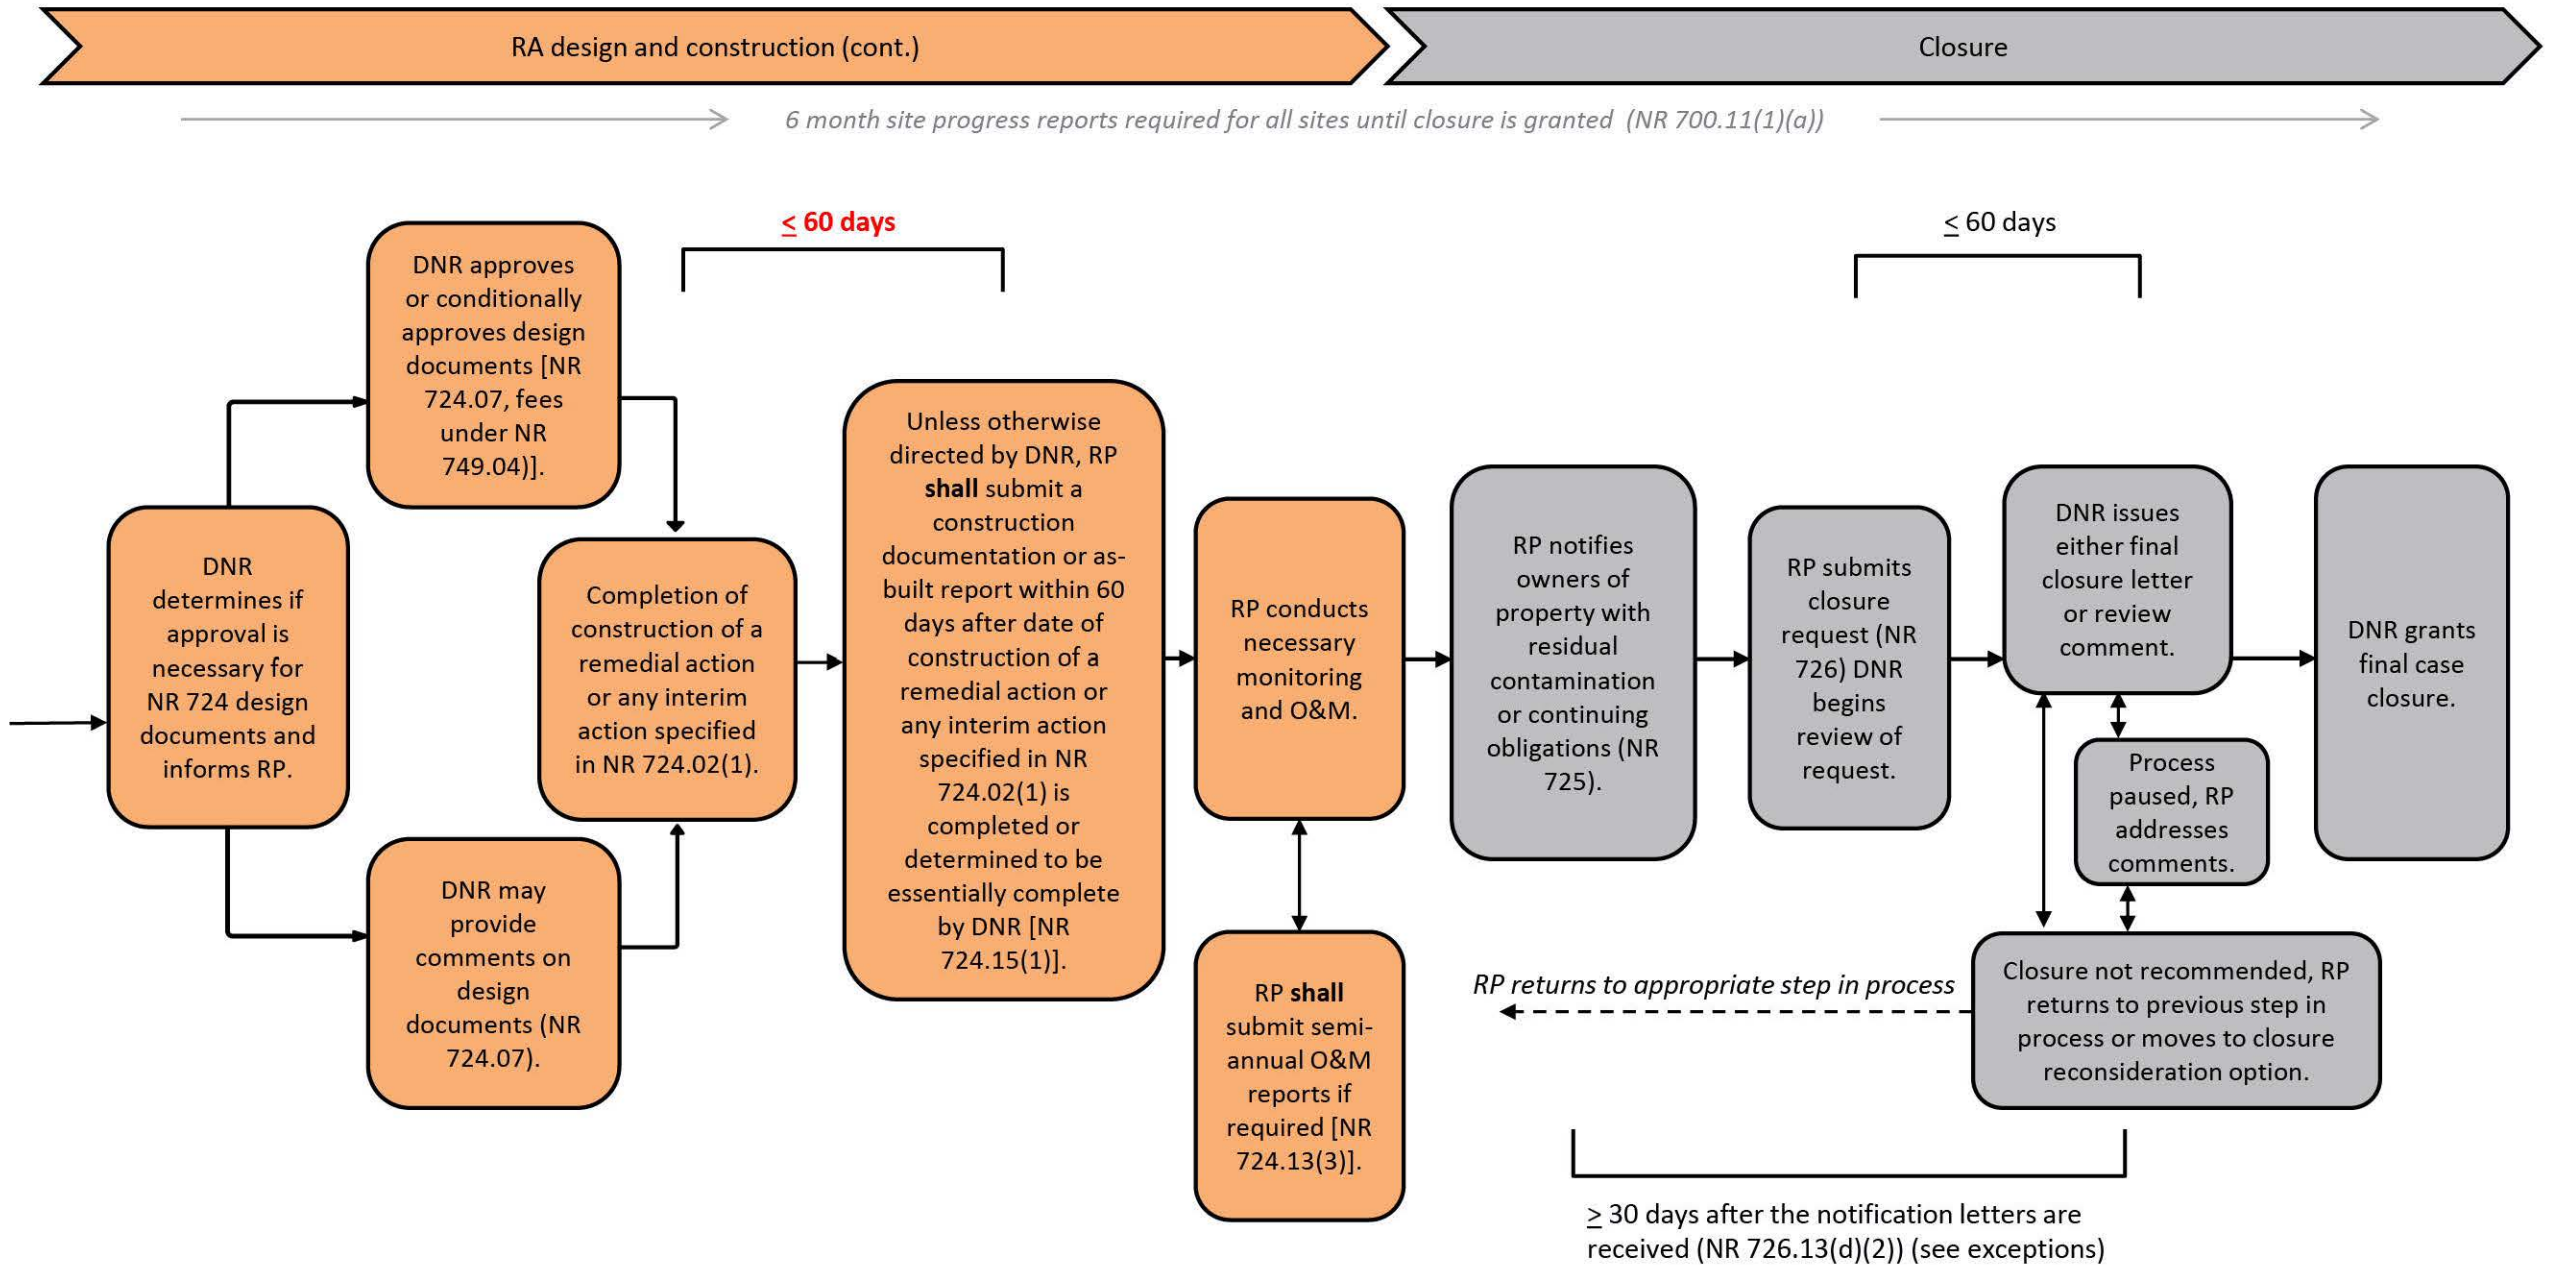 RA design and construction (cont.)
Closure
6 month site progress reports required for all sites until closure is granted  (NR 700.11(1)(a))
≤ 60 days
≤ 60 days
DNR
determines if
approval is
necessary for
NR 724 design
documents and
informs RP.
DNR approves
or conditionally
approves design
documents [NR
724.07, fees
under NR
749.04)].
DNR may
provide
comments on
design
documents (NR
724.07).
Completion of
construction of a
remedial action
or any interim
action specified
in NR 724.02(1).
Unless otherwise
directed by DNR, RP
shall submit a
construction
documentation or as-
built report within 60
days after date of
construction of a
remedial action or
any interim action
specified in NR
724.02(1) is
completed or
determined to be
essentially complete
by DNR [NR
724.15(1)].
RP conducts
necessary
monitoring
and O&M.
RP shall
submit semi-
annual O&M
reports if
required [NR
724.13(3)].
RP notifies
owners of
property with
residual
contamination
or continuing
obligations (NR
725).
RP submits
closure
request (NR
726) DNR
begins
review of
request.
DNR issues
either final
closure letter
or review
comment.
Process
paused, RP
addresses
comments.
DNR grants
final case
closure.
Closure not recommended, RP
returns to previous step in
process or moves to closure
reconsideration option.
RP returns to appropriate step in process
≥ 30 days after the notification letters are
received (NR 726.13(d)(2)) (see exceptions)